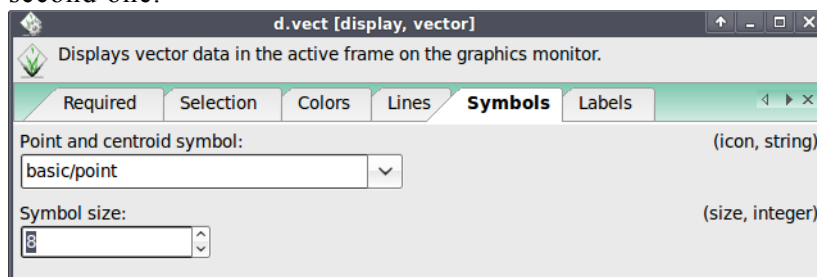 second one.
d.vect [display, vector]
Displays vector data in the active frame on the graphics monitor.
Required Selection Colors Lines Symbols Labels
Point and centroid symbol: (icon, string)
basic/point
Symbol size: (size, integer)
8